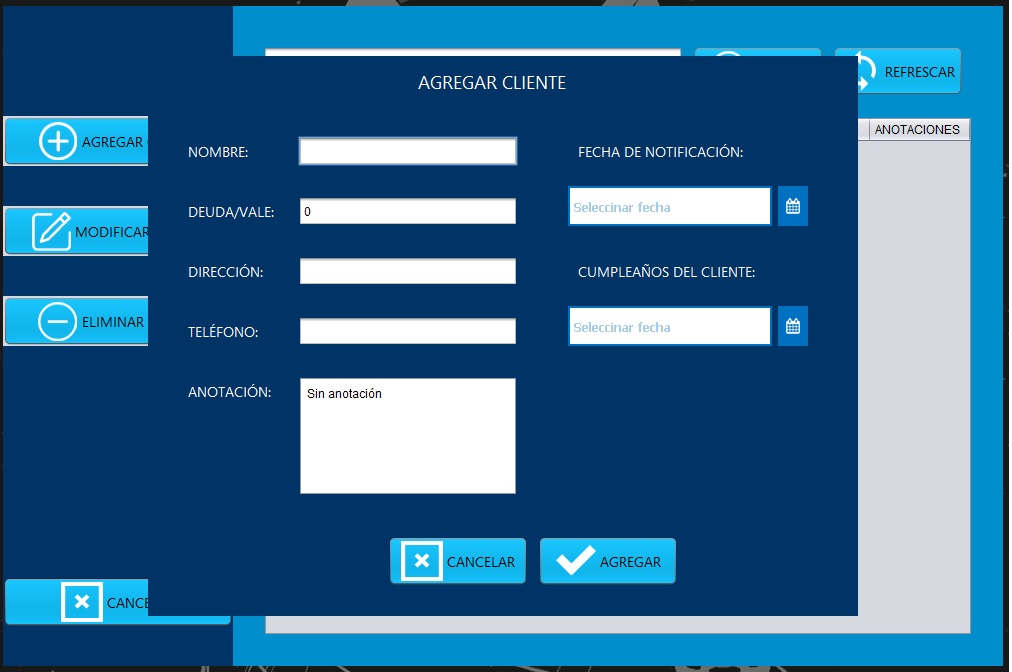 REFRESCAR
AGREGAR CLIENTE
ANOTACIONES
AGREGAR
NOMBRE:
FECHA DE NOTIFICACIÓN:
DEUDA/VALE: 0
Seleccinar fecha
MODIFICAR
DIRECCIÓN:
CUMPLEAÑOS DEL CLIENTE:
ELIMINAR
TELÉFONO:
Seleccinar fecha
ANOTACIÓN: Sin anotación
CANCELAR
AGREGAR
CANCE